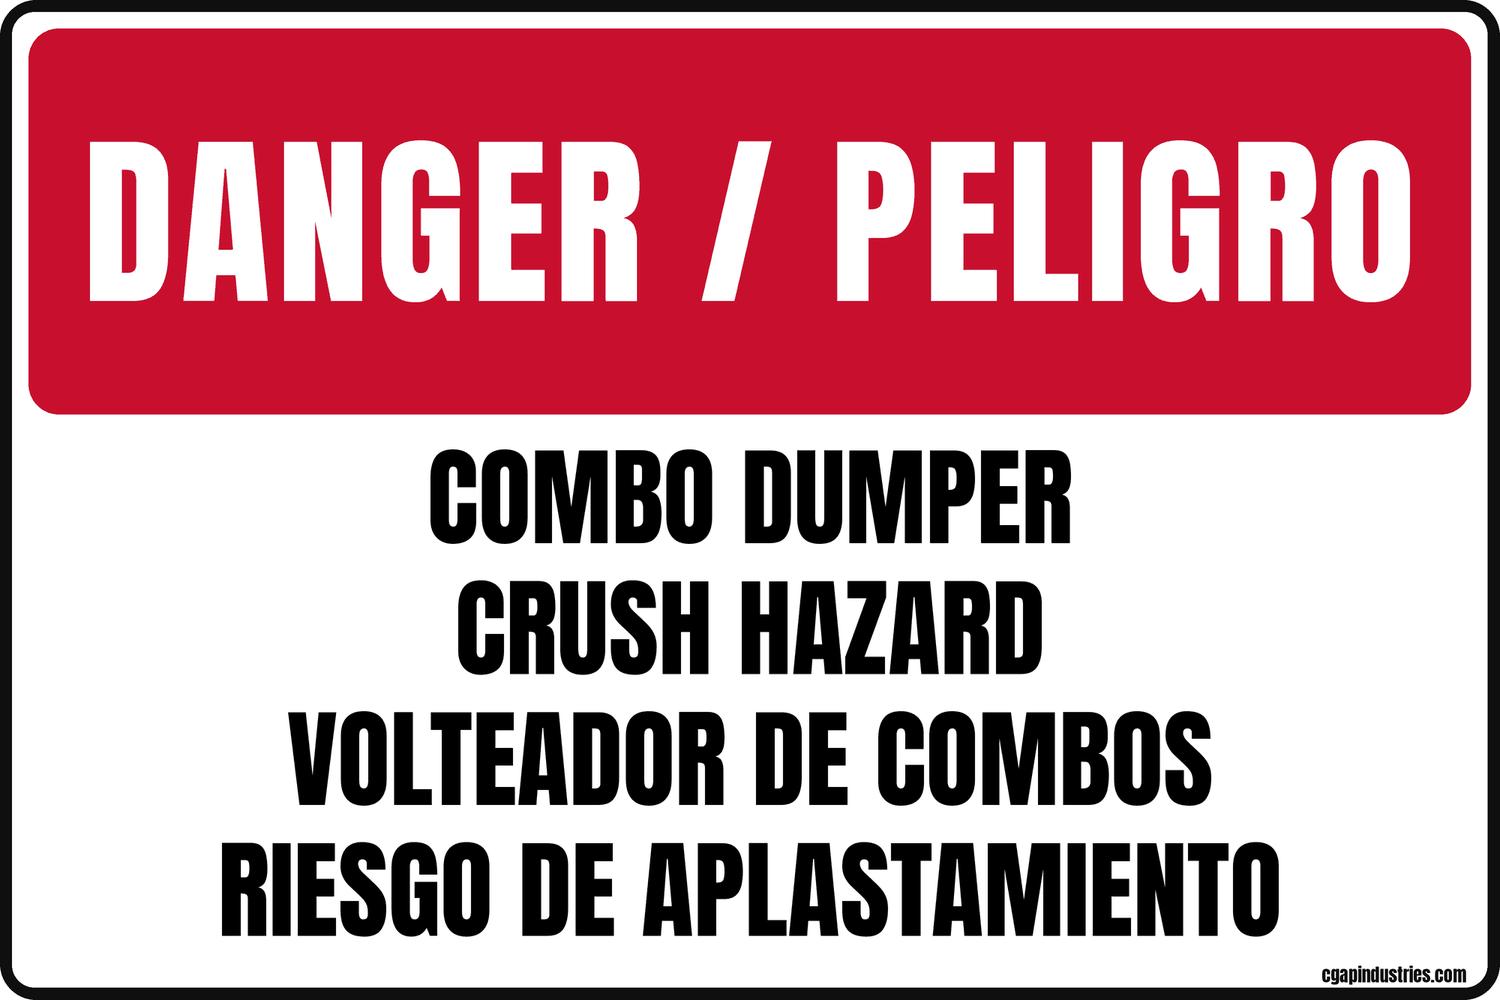 DANGER / PELIGRO
COMBO DUMPER
CRUSH HAZARD
VOLTEADOR DE COMBOS
RIESGO DE APLASTAMIENTO
cgapindustries.com